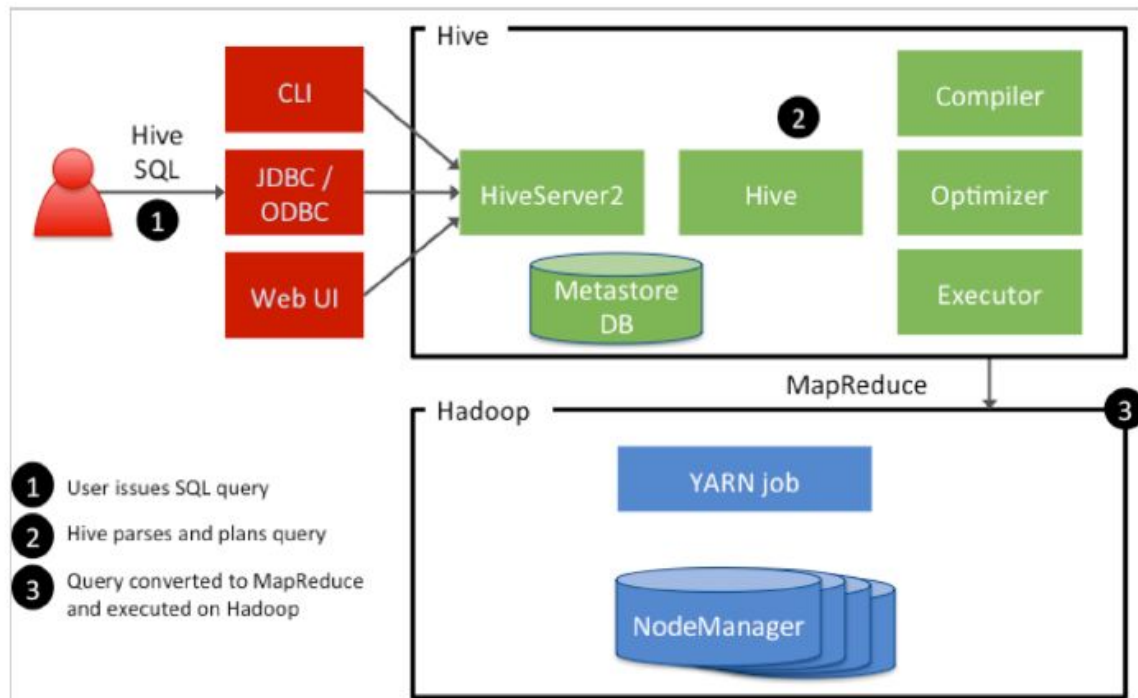 Hive
CLI
2
Compiler
Hive
SQL
1
JDBC /
ODBC
HiveServer2
Hive
Optimizer
Web UI
Metastore
DB
Executor
MapReduce
Hadoop
3
YARN job
1 User issues SQL query
2 Hive parses and plans query
3 Query converted to MapReduce
and executed on Hadoop
NodeManager